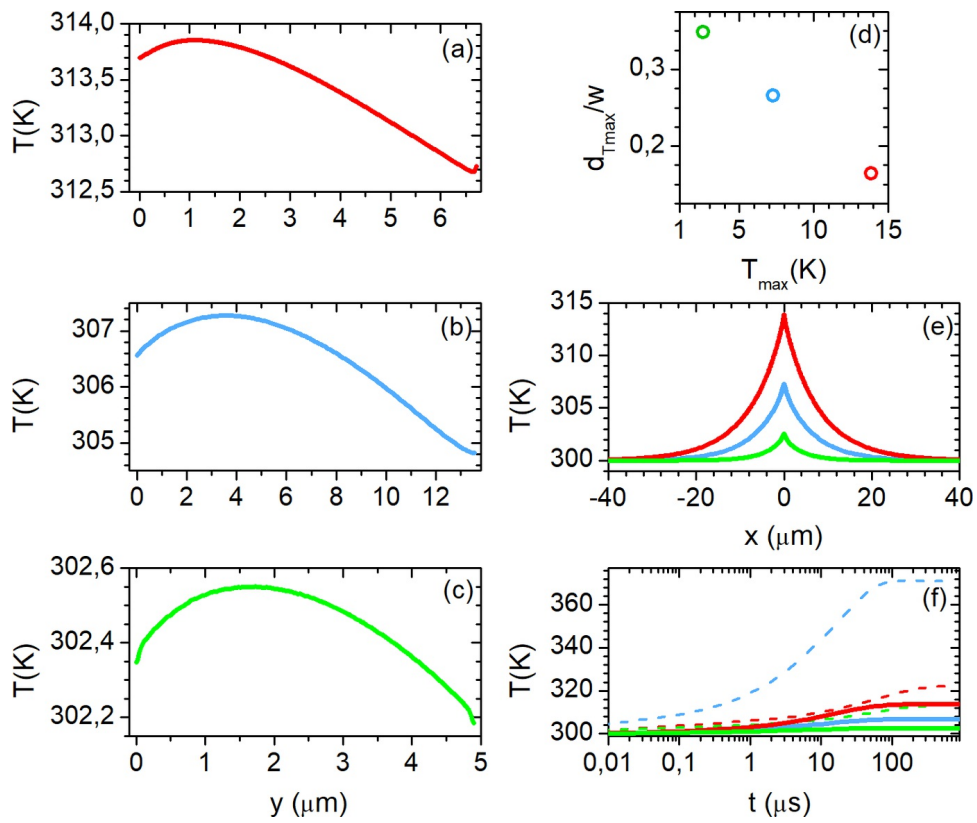 (a)
T(K)
314,0
313,5
313,0
312,5
0 1 2 3 4 5 6
(b)
T(K)
307
306
305
0 2 4 6 8 10 12
(c)
T(K)
302,6
302,4
302,2
0 1 2 3 4 5
y (μm)
(d)
d_Tmax/w
0,3
0,2
1 5 10 15
T_max(K)
(e)
T(K)
315
310
305
300
-40 -20 0 20 40
x (μm)
(f)
T(K)
360
340
320
300
0,01 0,1 1 10 100
t (μs)